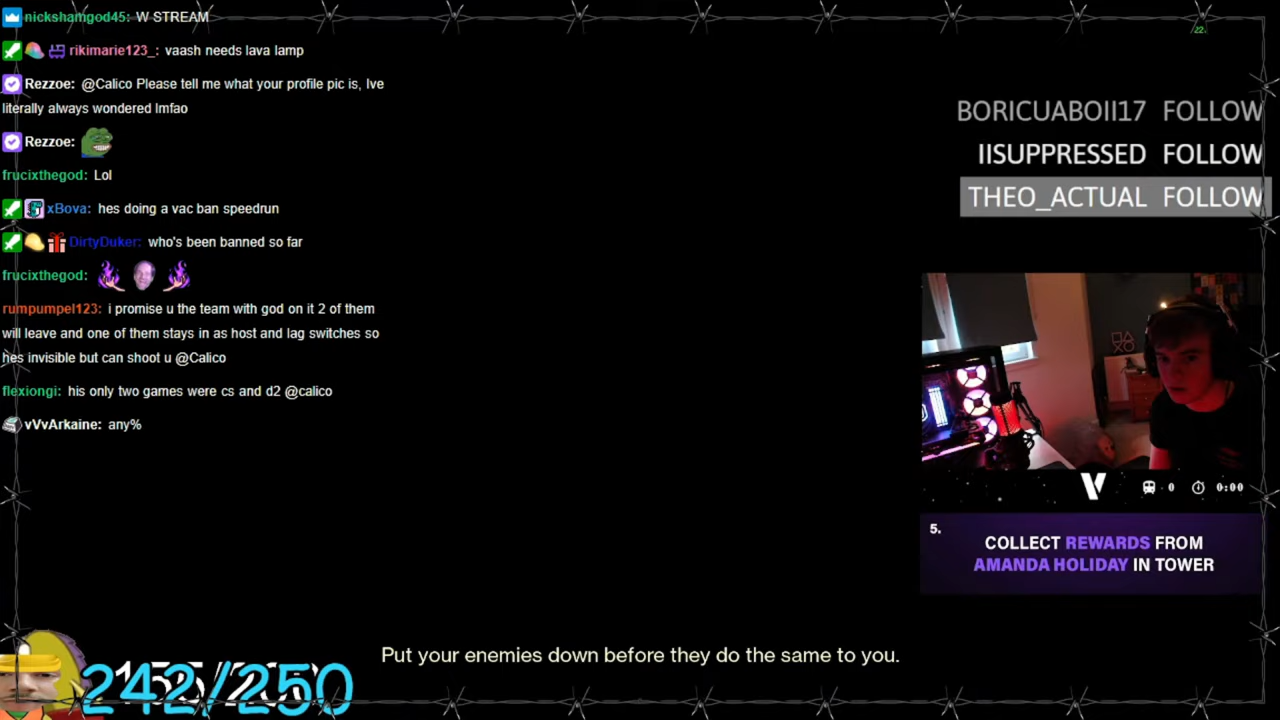 nickshamgod45: W STREAM
rikimarie123_: vaash needs lava lamp
Rezzoe: @Calico Please tell me what your profile pic is, Ive
literally always wondered lmfao
Rezzoe:
frucixthegod: Lol
xBova: hes doing a vac ban speedrun
DirtyDuker: who's been banned so far
frucixthegod:
rumpumpel123: i promise u the team with god on it 2 of them
will leave and one of them stays in as host and lag switches so
hes invisible but can shoot u @Calico
flexiongi: his only two games were cs and d2 @calico
vVvArkaine: any%
22.
BORICUABOII17 FOLLOW
IISUPPRESSED FOLLOW
THEO_ACTUAL FOLLOW
0 0:00
5.
COLLECT REWARDS FROM
AMANDA HOLIDAY IN TOWER
Put your enemies down before they do the same to you.
242/250